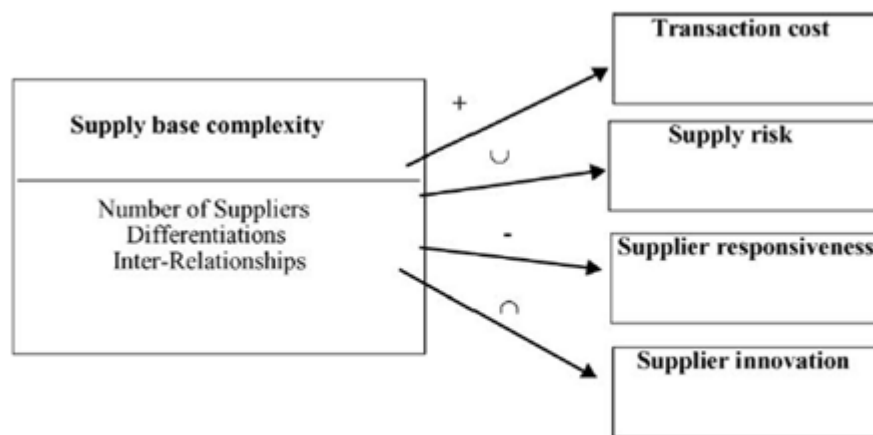 Supply base complexity
Number of Suppliers
Differentiations
Inter-Relationships
+
∪
-
∩
Transaction cost
Supply risk
Supplier responsiveness
Supplier innovation